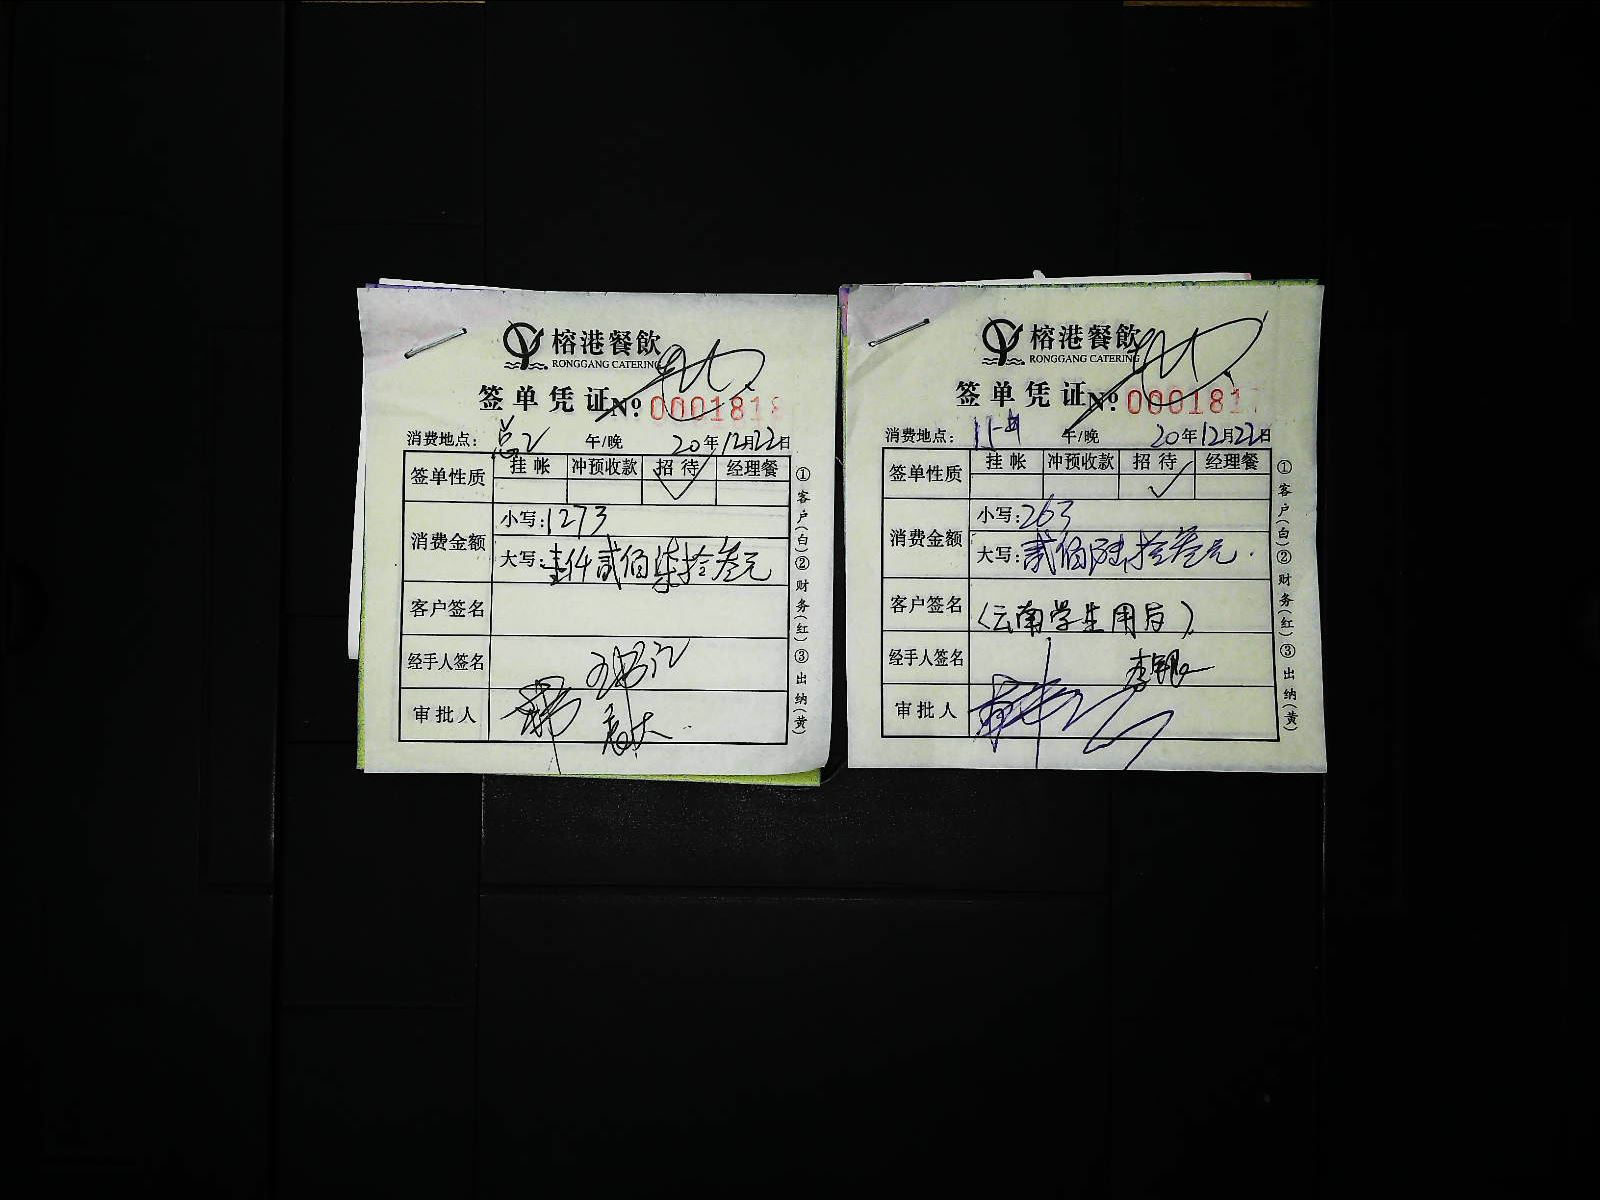 榕港餐飲
RONGGANG CATERING
签单凭证 No. 0001818
消费地点: 总2 午/晚 20年12月22日
签单性质 挂帐 冲预收款 招待 经理餐
✓
消费金额 小写: 1273
大写: 壹仟贰佰柒拾叁元
客户签名
经手人签名
审批人
①客户(白)②财务(红)③出纳(黄)
榕港餐飲
RONGGANG CATERING
签单凭证 No. 000181
消费地点: 午/晚 20年12月22日
签单性质 挂帐 冲预收款 招待 经理餐
✓
消费金额 小写: 263
大写: 贰佰陆拾叁元.
客户签名 (云南学生用与)
经手人签名
审批人
①客户(白)②财务(红)③出纳(黄)